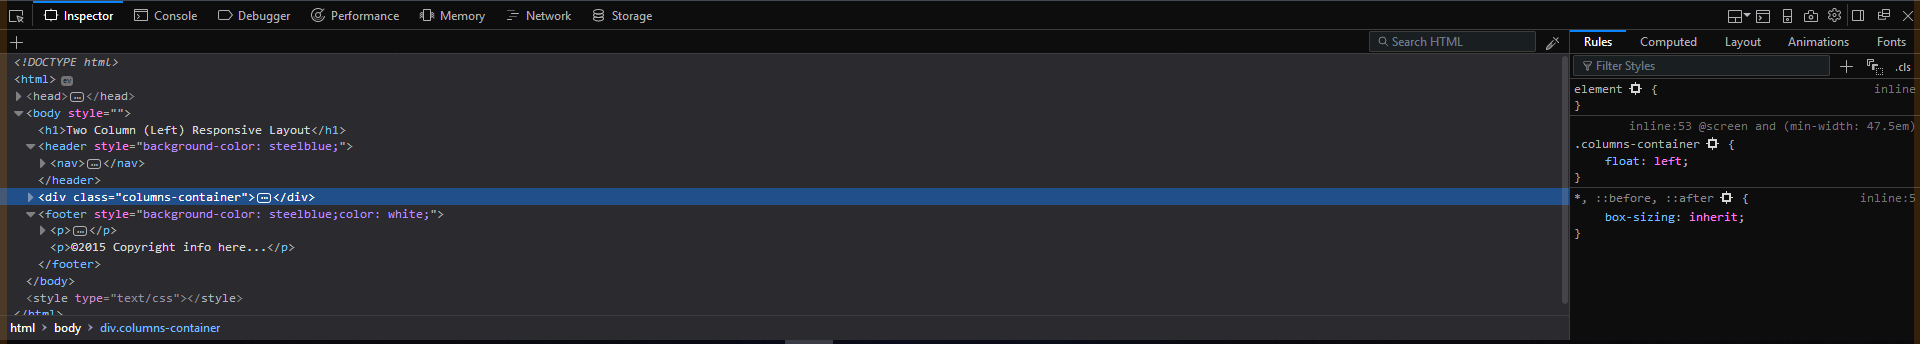 Inspector Console Debugger Performance Memory Network Storage
Search HTML
Rules Computed Layout Animations Fonts
Filter Styles
.cls
<!DOCTYPE html>
<html> ev
<head>…</head>
<body style="">
<h1>Two Column (Left) Responsive Layout</h1>
<header style="background-color: steelblue;">
<nav>…</nav>
</header>
<div class="columns-container">…</div>
<footer style="background-color: steelblue;color: white;">
<p>…</p>
<p>©2015 Copyright info here...</p>
</footer>
</body>
<style type="text/css"></style>
</html>
html > body > div.columns-container
element { inline
}
inline:53 @screen and (min-width: 47.5em)
.columns-container {
float: left;
}
*, ::before, ::after { inline:5
box-sizing: inherit;
}